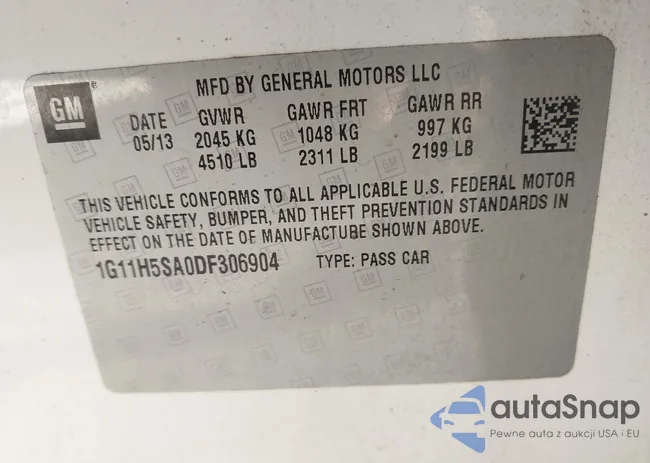 GM
MFD BY GENERAL MOTORS LLC
DATE GVWR GAWR FRT GAWR RR
05/13 2045 KG 1048 KG 997 KG
4510 LB 2311 LB 2199 LB
THIS VEHICLE CONFORMS TO ALL APPLICABLE U.S. FEDERAL MOTOR
VEHICLE SAFETY, BUMPER, AND THEFT PREVENTION STANDARDS IN
EFFECT ON THE DATE OF MANUFACTURE SHOWN ABOVE.
1G11H5SA0DF306904 TYPE: PASS CAR
autaSnap
Pewne auta z aukcji USA i EU